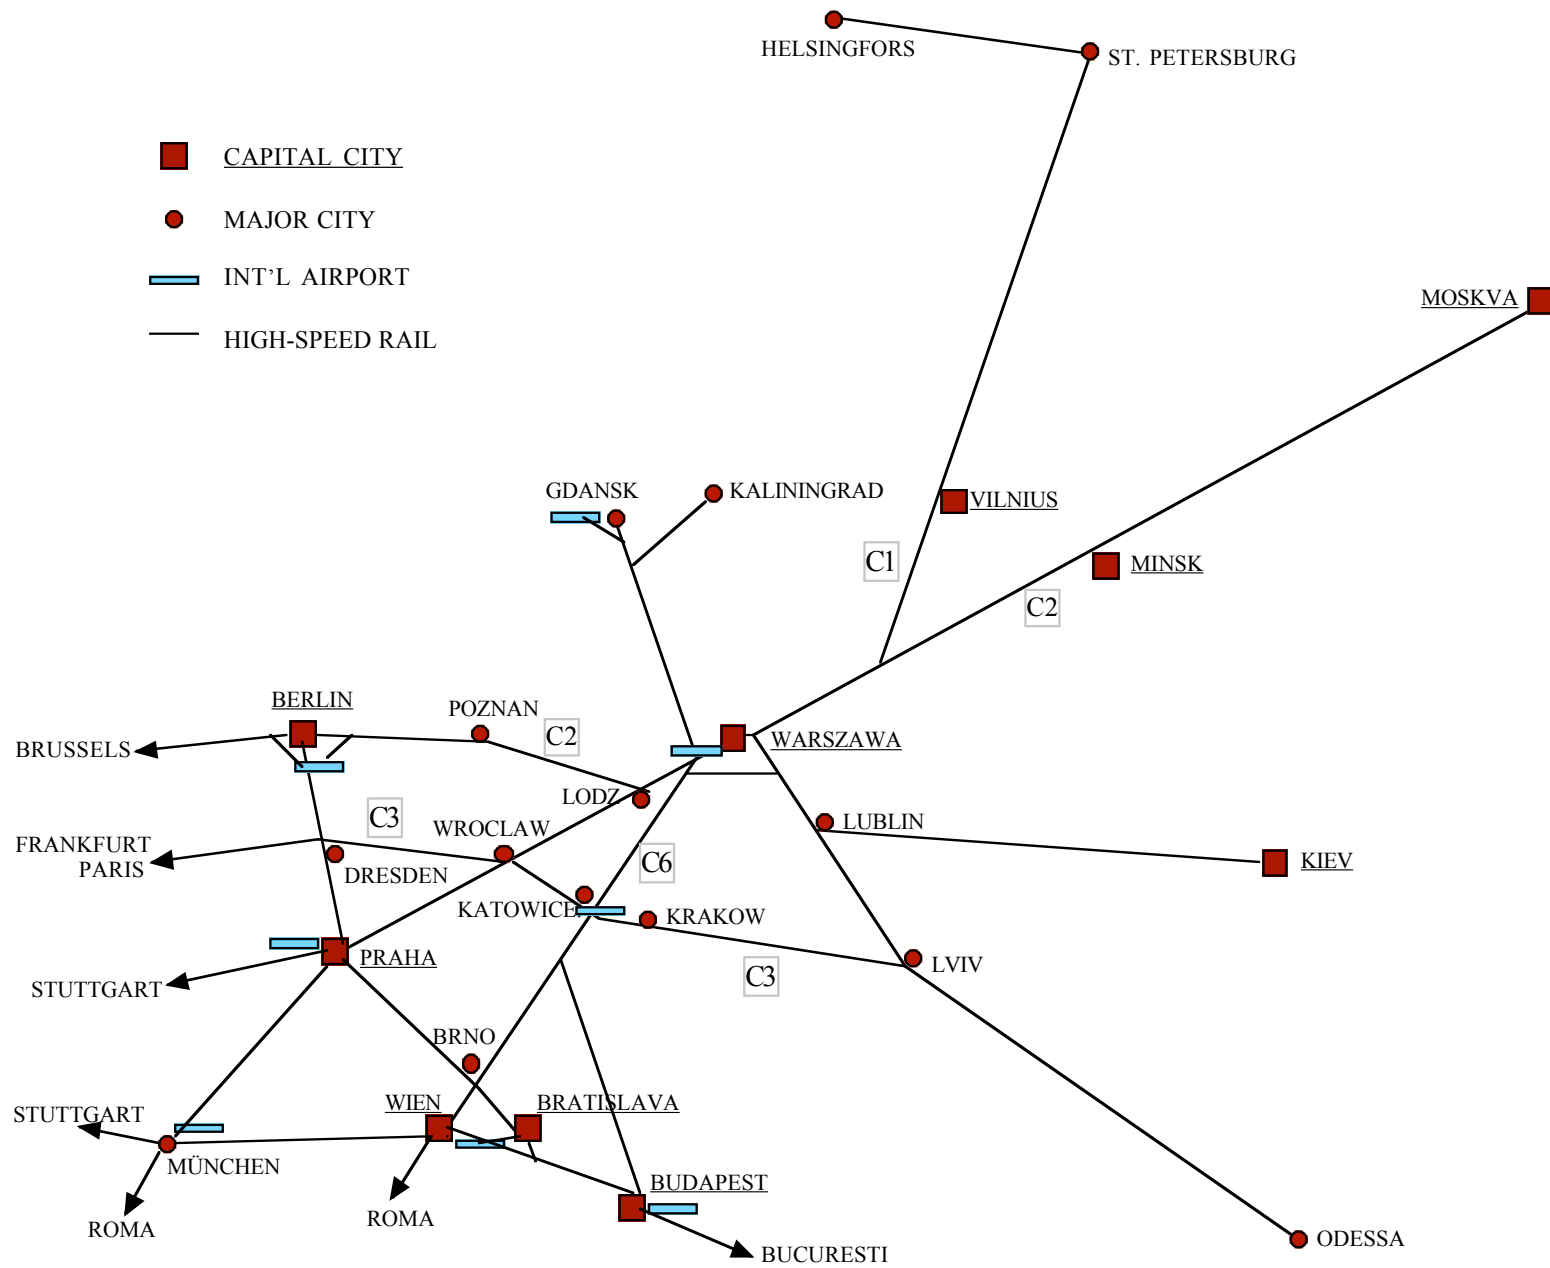 HELSINGFORS
ST. PETERSBURG
CAPITAL CITY
MAJOR CITY
INT'L AIRPORT
HIGH-SPEED RAIL
MOSKVA
GDANSK
KALININGRAD
VILNIUS
C1
MINSK
C2
BERLIN
POZNAN
C2
BRUSSELS
WARSZAWA
LODZ
C3
WROCLAW
LUBLIN
FRANKFURT
PARIS
DRESDEN
C6
KIEV
KATOWICE
KRAKOW
PRAHA
LVIV
C3
STUTTGART
BRNO
WIEN
BRATISLAVA
STUTTGART
MÜNCHEN
BUDAPEST
ROMA
ROMA
BUCURESTI
ODESSA